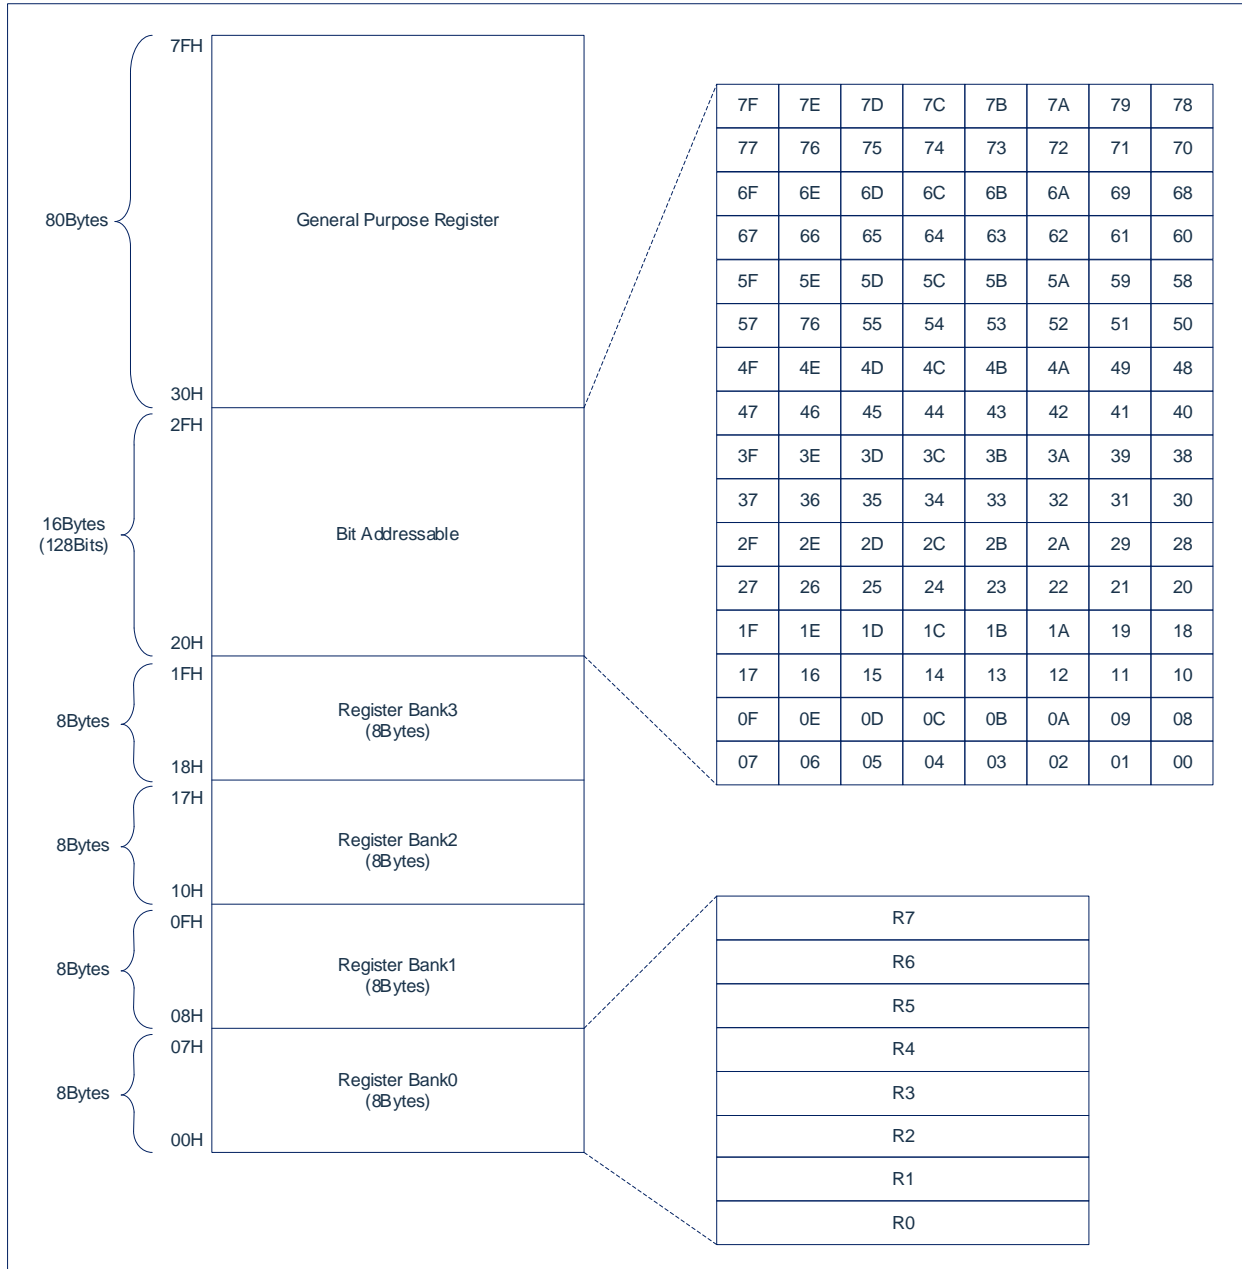 7FH
80Bytes
General Purpose Register
30H
2FH
16Bytes
(128Bits)
Bit Addressable
20H
1FH
8Bytes
Register Bank3
(8Bytes)
18H
17H
8Bytes
Register Bank2
(8Bytes)
10H
0FH
8Bytes
Register Bank1
(8Bytes)
08H
07H
8Bytes
Register Bank0
(8Bytes)
00H
7F 7E 7D 7C 7B 7A 79 78
77 76 75 74 73 72 71 70
6F 6E 6D 6C 6B 6A 69 68
67 66 65 64 63 62 61 60
5F 5E 5D 5C 5B 5A 59 58
57 76 55 54 53 52 51 50
4F 4E 4D 4C 4B 4A 49 48
47 46 45 44 43 42 41 40
3F 3E 3D 3C 3B 3A 39 38
37 36 35 34 33 32 31 30
2F 2E 2D 2C 2B 2A 29 28
27 26 25 24 23 22 21 20
1F 1E 1D 1C 1B 1A 19 18
17 16 15 14 13 12 11 10
0F 0E 0D 0C 0B 0A 09 08
07 06 05 04 03 02 01 00
R7
R6
R5
R4
R3
R2
R1
R0